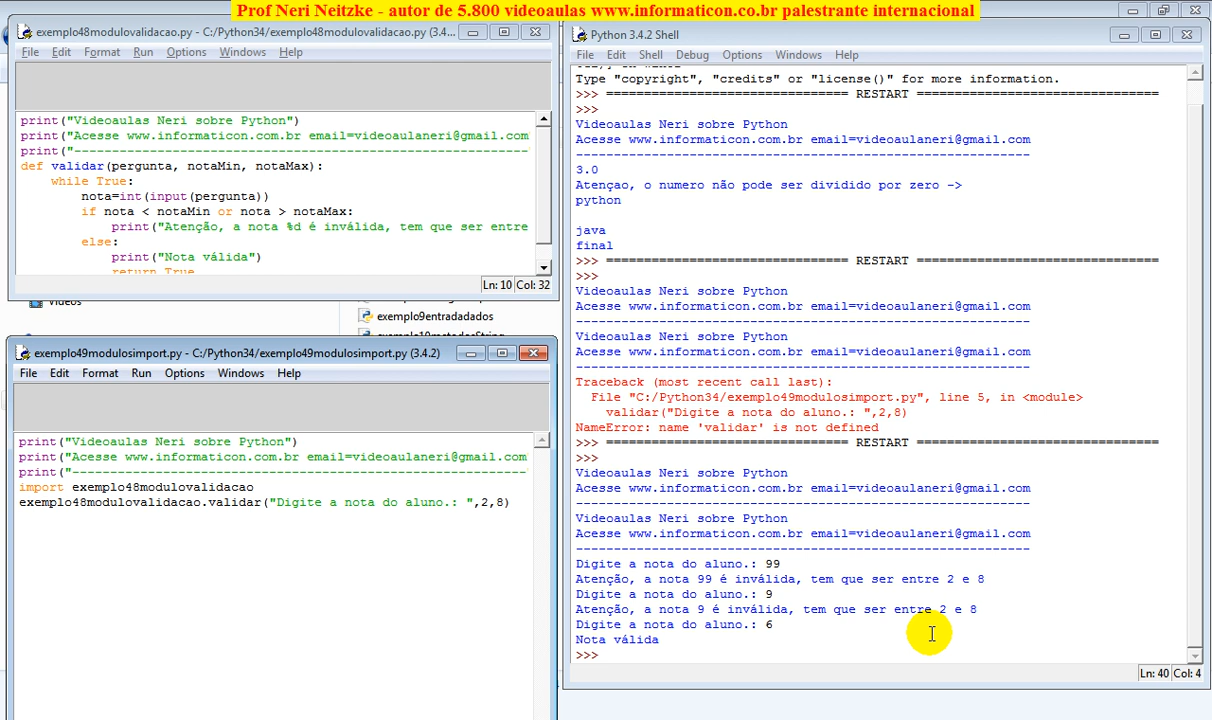 Prof Neri Neitzke - autor de 5.800 videoaulas www.informaticon.co.br palestrante internacional
exemplo48modulovalidacao.py - C:/Python34/exemplo48modulovalidacao.py (3.4...
File Edit Format Run Options Windows Help
print("Videoaulas Neri sobre Python")
print("Acesse www.informaticon.com.br email=videoaulaneri@gmail.com
print("------------------------------------------------------------
def validar(pergunta, notaMin, notaMax):
while True:
nota=int(input(pergunta))
if nota < notaMin or nota > notaMax:
print("Atenção, a nota %d é inválida, tem que ser entre
else:
print("Nota válida")
return True
Ln: 10 Col: 32
Videos
exemplo9entradadados
exemplo10metodosString
exemplo49modulosimport.py - C:/Python34/exemplo49modulosimport.py (3.4.2)
File Edit Format Run Options Windows Help
print("Videoaulas Neri sobre Python")
print("Acesse www.informaticon.com.br email=videoaulaneri@gmail.com
print("------------------------------------------------------------
import exemplo48modulovalidacao
exemplo48modulovalidacao.validar("Digite a nota do aluno.: ",2,8)
Python 3.4.2 Shell
File Edit Shell Debug Options Windows Help
Type "copyright", "credits" or "license()" for more information.
>>> ================================ RESTART ================================
>>>
Videoaulas Neri sobre Python
Acesse www.informaticon.com.br email=videoaulaneri@gmail.com
------------------------------------------------------------
3.0
Atençao, o numero não pode ser dividido por zero ->
python
java
final
>>> ================================ RESTART ================================
>>>
Videoaulas Neri sobre Python
Acesse www.informaticon.com.br email=videoaulaneri@gmail.com
------------------------------------------------------------
Videoaulas Neri sobre Python
Acesse www.informaticon.com.br email=videoaulaneri@gmail.com
------------------------------------------------------------
Traceback (most recent call last):
File "C:/Python34/exemplo49modulosimport.py", line 5, in <module>
validar("Digite a nota do aluno.: ",2,8)
NameError: name 'validar' is not defined
>>> ================================ RESTART ================================
>>>
Videoaulas Neri sobre Python
Acesse www.informaticon.com.br email=videoaulaneri@gmail.com
------------------------------------------------------------
Videoaulas Neri sobre Python
Acesse www.informaticon.com.br email=videoaulaneri@gmail.com
------------------------------------------------------------
Digite a nota do aluno.: 99
Atenção, a nota 99 é inválida, tem que ser entre 2 e 8
Digite a nota do aluno.: 9
Atenção, a nota 9 é inválida, tem que ser entre 2 e 8
Digite a nota do aluno.: 6
Nota válida
>>>
Ln: 40 Col: 4